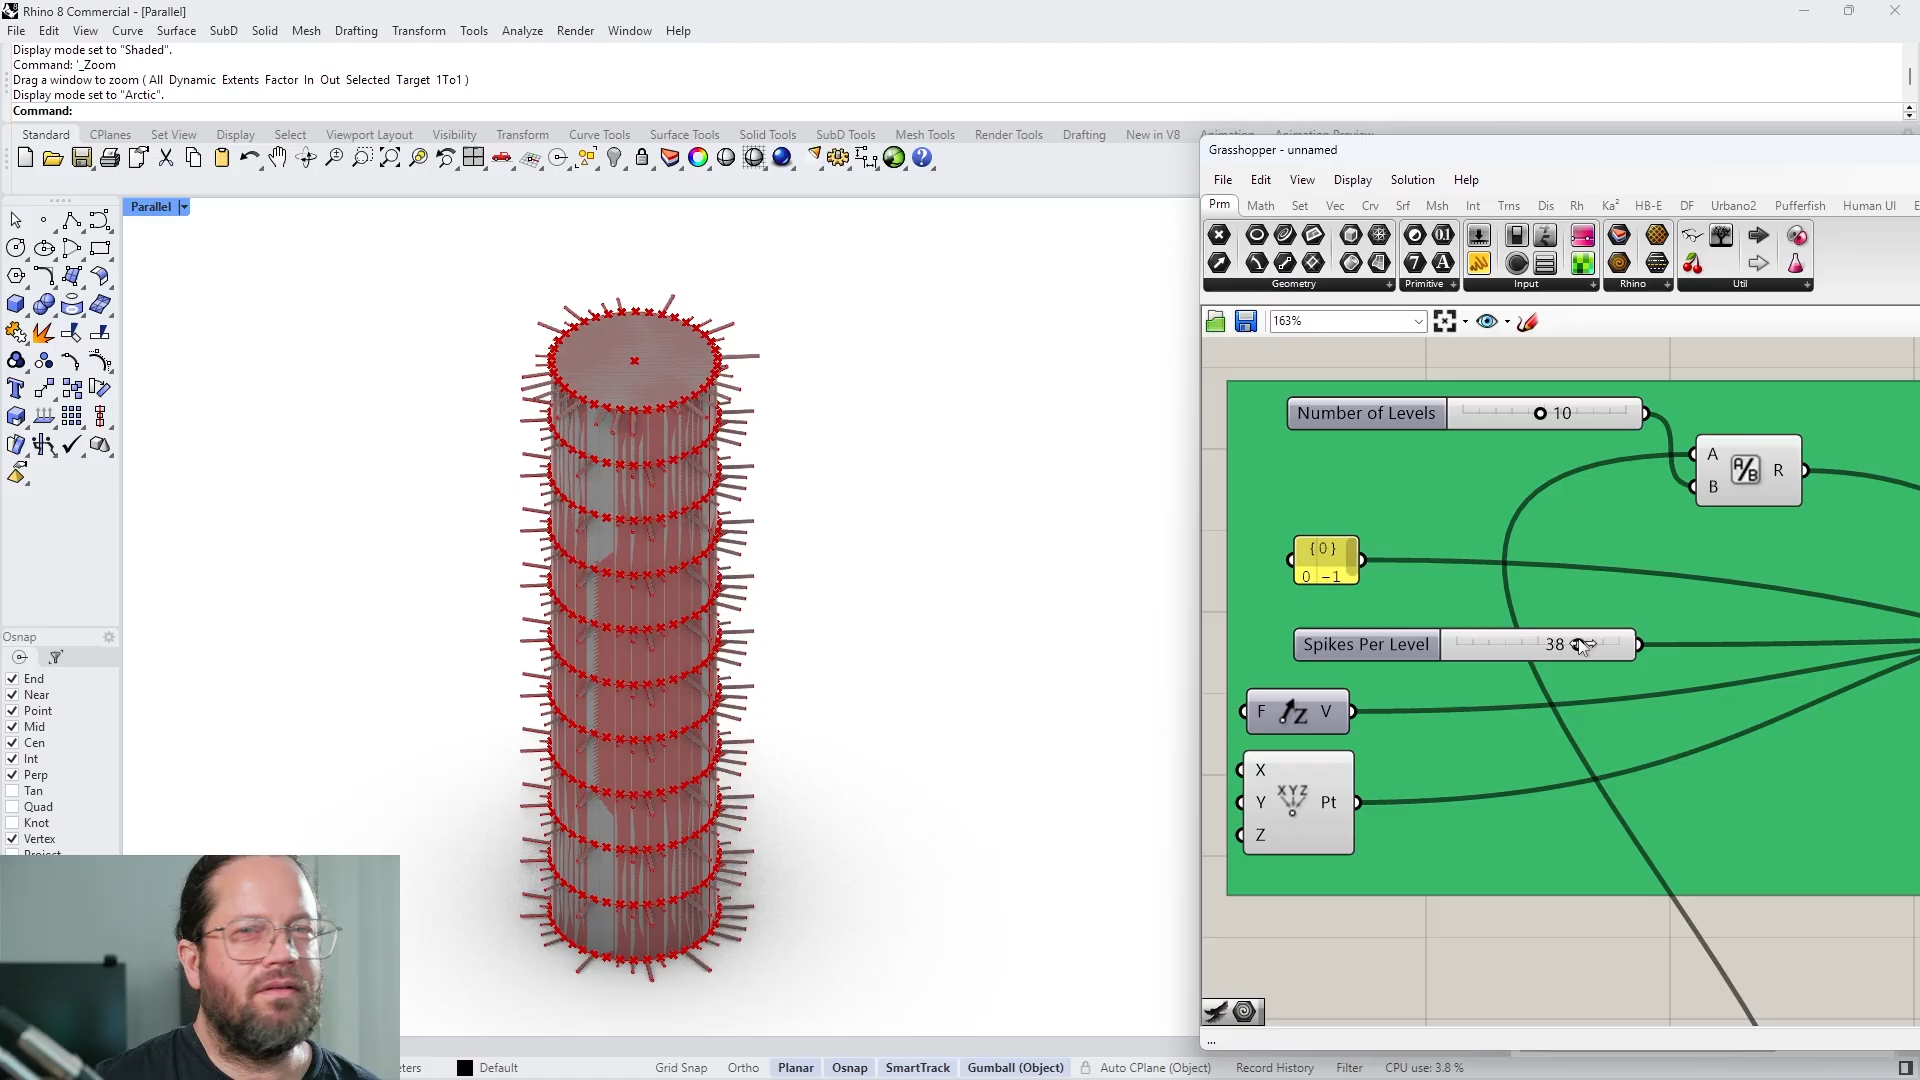 Rhino 8 Commercial - [Parallel]
File Edit View Curve Surface SubD Solid Mesh Drafting Transform Tools Analyze Render Window Help
Display mode set to "Shaded".
Command: '_Zoom
Drag a window to zoom ( All Dynamic Extents Factor In Out Selected Target 1To1 )
Display mode set to "Arctic".
Command:
Standard CPlanes Set View Display Select Viewport Layout Visibility Transform Curve Tools Surface Tools Solid Tools SubD Tools Mesh Tools Render Tools Drafting New in V8
Parallel
Osnap
End
Near
Point
Mid
Cen
Int
Perp
Tan
Quad
Knot
Vertex
Grasshopper - unnamed
File Edit View Display Solution Help
Prm Math Set Vec Crv Srf Msh Int Trns Dis Rh Ka² HB-E DF Urbano2 Pufferfish Human UI E
Geometry Primitive Input Rhino Util
163%
Number of Levels 10
A
B
A/B
R
{0}
0 -1
Spikes Per Level 38
F Z V
X
Y
Z
XYZ
Pt
...
eters Default Grid Snap Ortho Planar Osnap SmartTrack Gumball (Object) Auto CPlane (Object) Record History Filter CPU use: 3.8 %